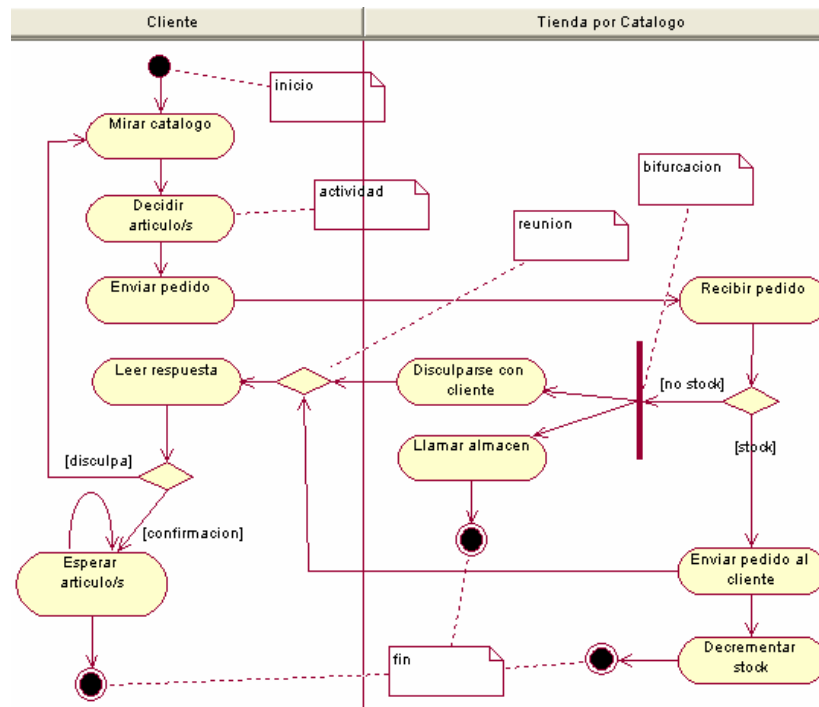 Cliente
Tienda por Catalogo
inicio
Mirar catalogo
bifurcacion
actividad
Decidir
articulo/s
reunion
Enviar pedido
Recibir pedido
Leer respuesta
Disculparse con
cliente
[no stock]
Llamar almacen
[stock]
[disculpa]
[confirmacion]
Esperar
articulo/s
Enviar pedido al
cliente
fin
Decrementar
stock